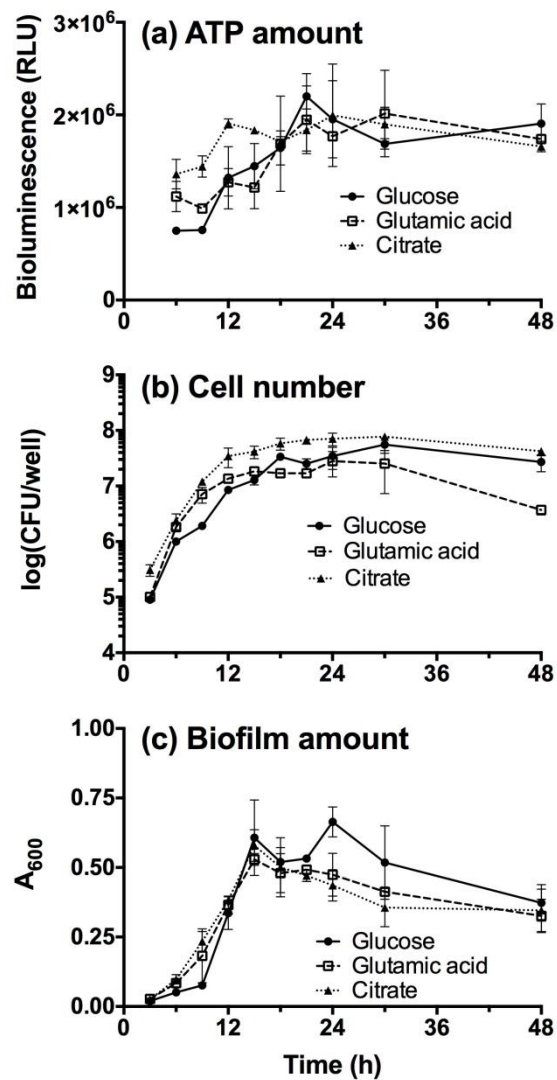 (a) ATP amount
Bioluminescence (RLU)
3×10⁶
2×10⁶
1×10⁶
0
Glucose
Glutamic acid
Citrate
0 12 24 36 48
(b) Cell number
log(CFU/well)
9
8
7
6
5
4
Glucose
Glutamic acid
Citrate
0 12 24 36 48
(c) Biofilm amount
A₆₀₀
1.00
0.75
0.50
0.25
0.00
Glucose
Glutamic acid
Citrate
0 12 24 36 48
Time (h)